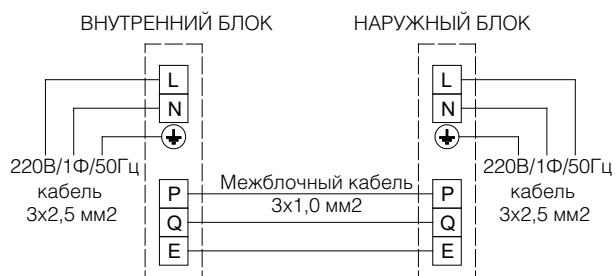 ВНУТРЕННИЙ БЛОК
НАРУЖНЫЙ БЛОК
L
N
220В/1Ф/50Гц
кабель
3х2,5 мм2
P
Q
E
Межблочный кабель
3х1,0 мм2
L
N
220В/1Ф/50Гц
кабель
3х2,5 мм2
P
Q
E